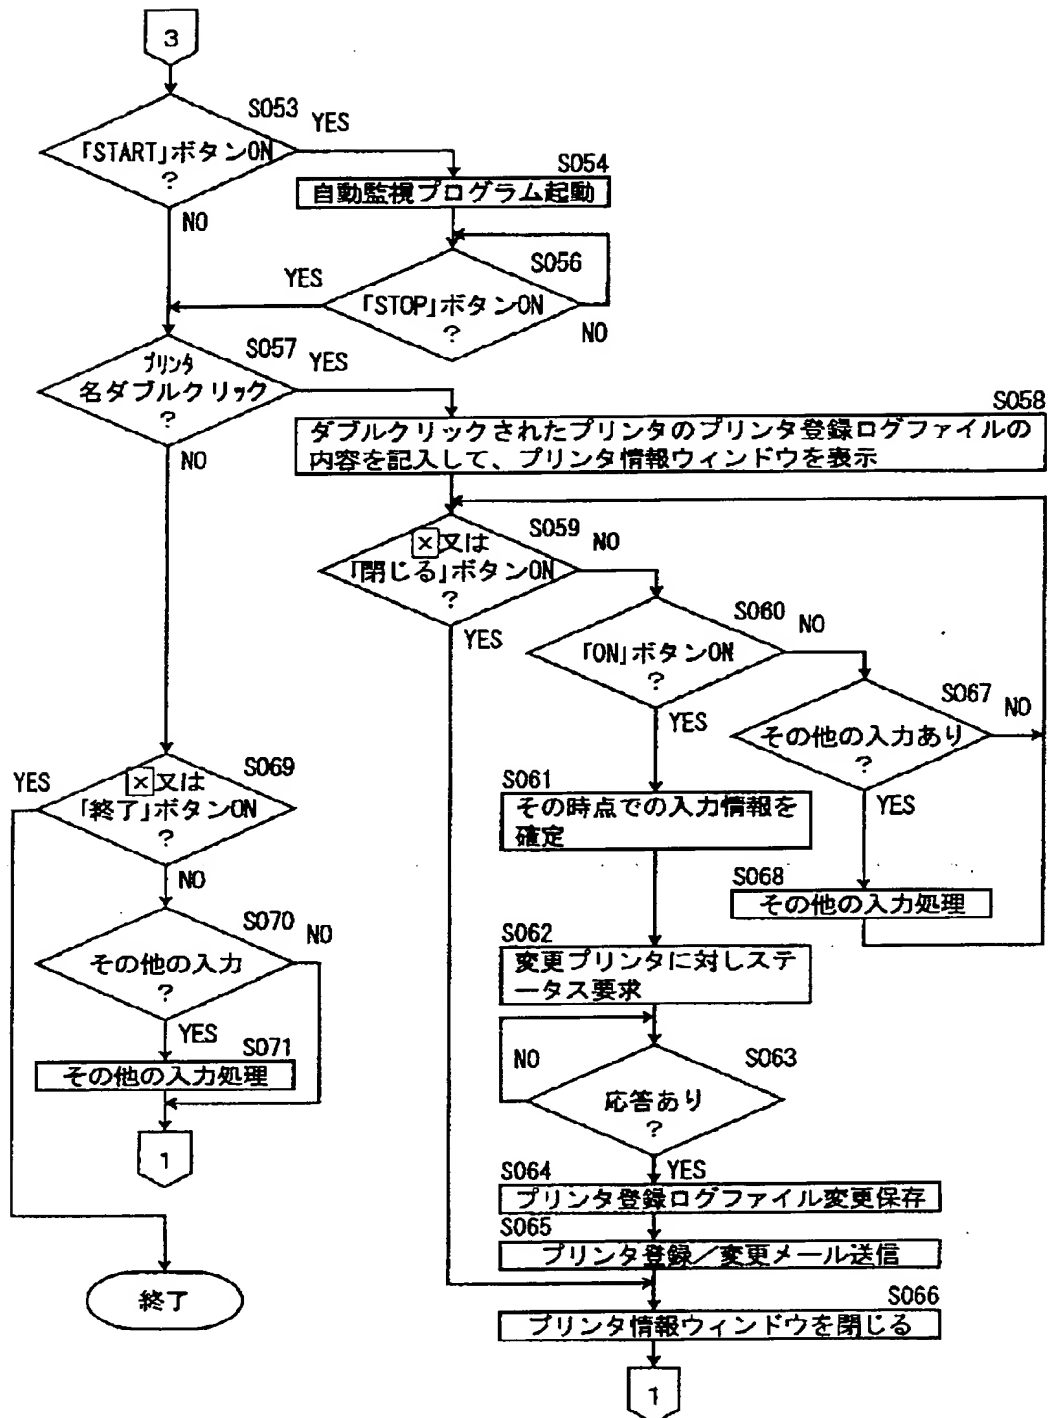 3
S053
YES
「START」ボタンON
?
NO
S054
自動監視プログラム起動
S056
YES
「STOP」ボタンON
?
NO
S057
YES
プリンタ
名ダブルクリック
?
NO
S058
ダブルクリックされたプリンタのプリンタ登録ログファイルの
内容を記入して、プリンタ情報ウィンドウを表示
S059
NO
×又は
「閉じる」ボタンON
?
YES
S060
NO
「ON」ボタンON
?
YES
S067
NO
その他の入力あり
?
YES
S068
その他の入力処理
S061
その時点での入力情報を
確定
S062
変更プリンタに対しステ
ータス要求
S063
NO
応答あり
?
YES
S064
プリンタ登録ログファイル変更保存
S065
プリンタ登録/変更メール送信
S066
プリンタ情報ウィンドウを閉じる
1
S069
YES
×又は
「終了」ボタンON
?
NO
S070
NO
その他の入力
?
YES
S071
その他の入力処理
1
終了